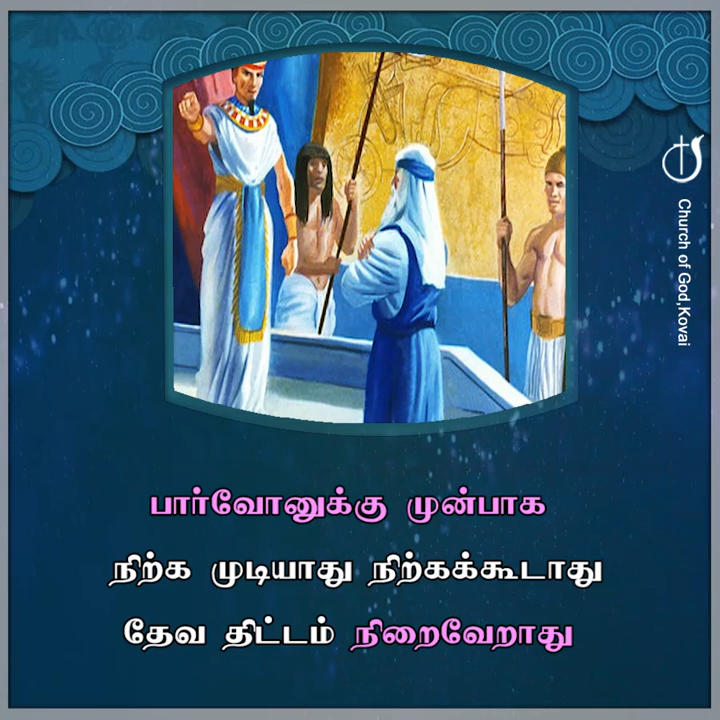 Church of God,Kovai
பார்வோனுக்கு முன்பாக
நிற்க முடியாது நிற்கக்கூடாது
தேவ திட்டம் நிறைவேறாது